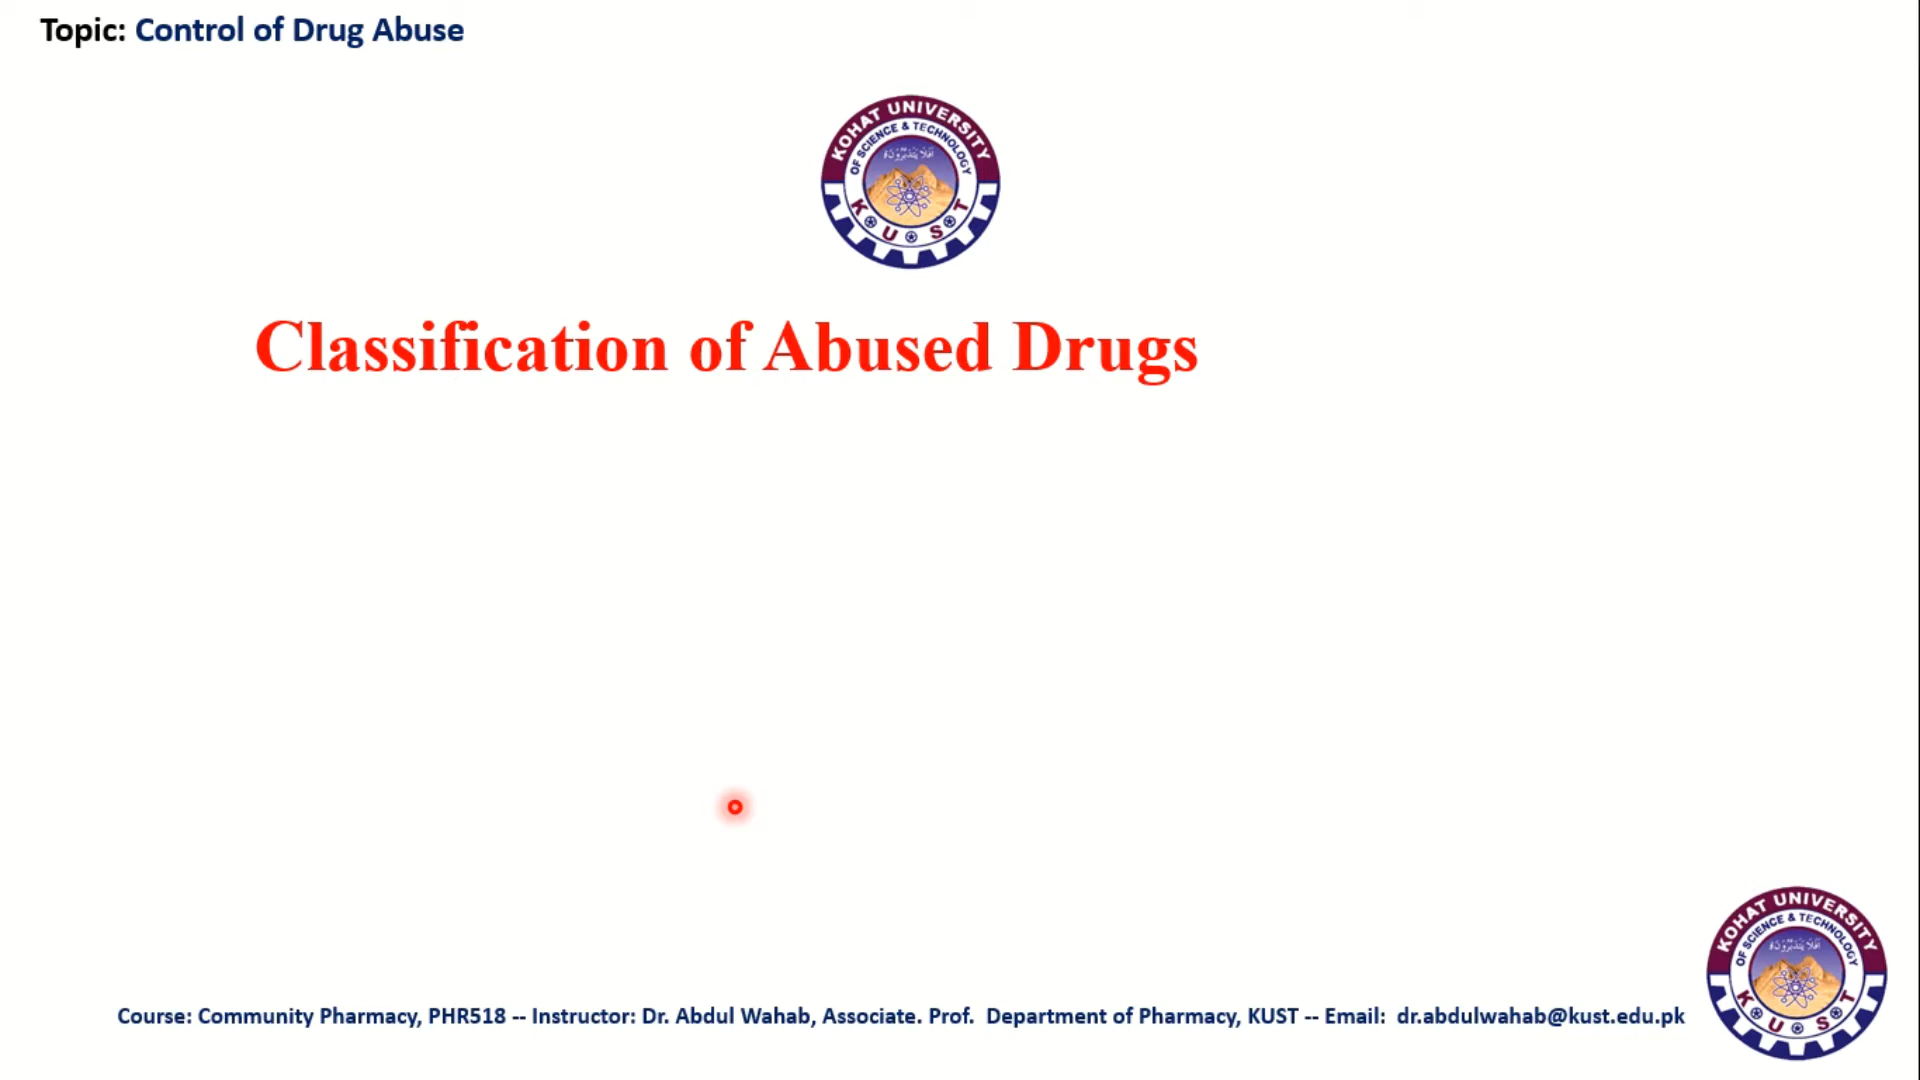 Topic: Control of Drug Abuse
KOHAT UNIVERSITY
OF SCIENCE & TECHNOLOGY
K U S T
Classification of Abused Drugs
KOHAT UNIVERSITY
OF SCIENCE & TECHNOLOGY
K U S T
Course: Community Pharmacy, PHR518 -- Instructor: Dr. Abdul Wahab, Associate. Prof. Department of Pharmacy, KUST -- Email: dr.abdulwahab@kust.edu.pk